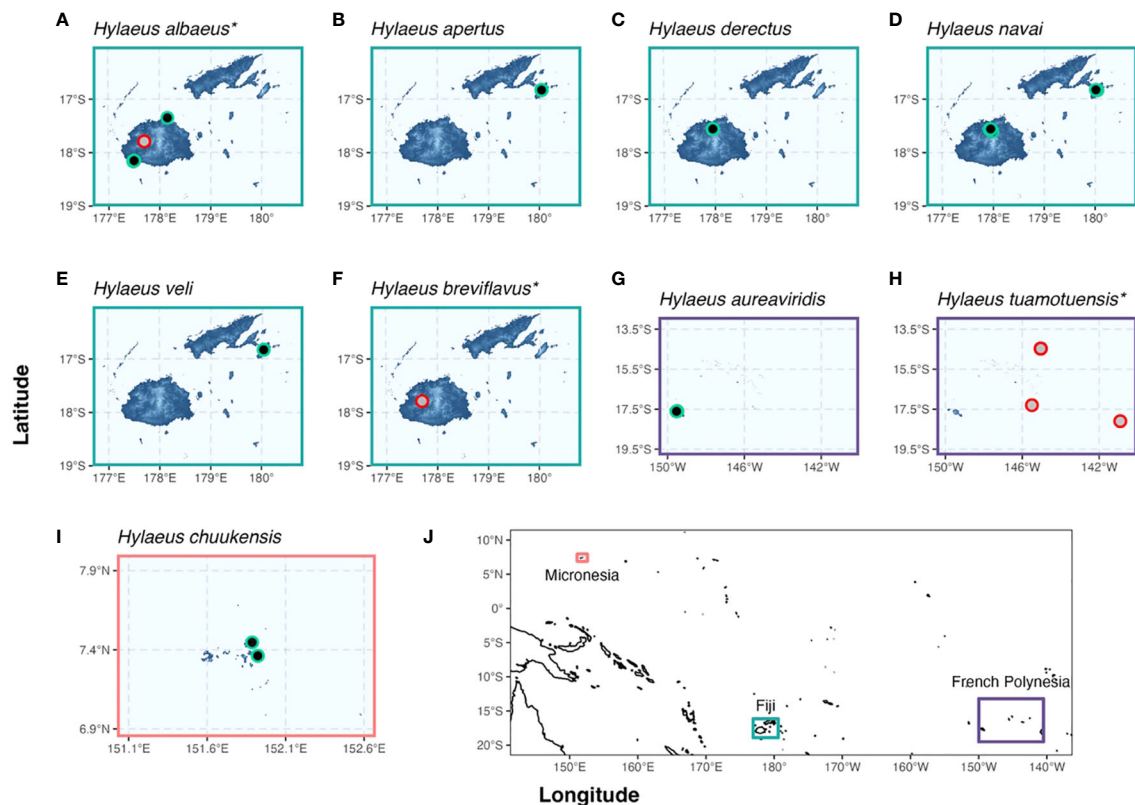 A
Hylaeus albaeus*
17°S
18°S
19°S
177°E 178°E 179°E 180°
B
Hylaeus apertus
17°S
18°S
19°S
177°E 178°E 179°E 180°
C
Hylaeus derectus
17°S
18°S
19°S
177°E 178°E 179°E 180°
D
Hylaeus navai
17°S
18°S
19°S
177°E 178°E 179°E 180°
E
Hylaeus veli
17°S
18°S
19°S
177°E 178°E 179°E 180°
F
Hylaeus breviflavus*
17°S
18°S
19°S
177°E 178°E 179°E 180°
G
Hylaeus aureaviridis
13.5°S
15.5°S
17.5°S
19.5°S
150°W 146°W 142°W
H
Hylaeus tuamotuensis*
13.5°S
15.5°S
17.5°S
19.5°S
150°W 146°W 142°W
I
Hylaeus chuukensis
7.9°N
7.4°N
6.9°N
151.1°E 151.6°E 152.1°E 152.6°E
J
10°N
5°N
0°
5°S
10°S
15°S
20°S
Micronesia
Fiji
French Polynesia
150°E 160°E 170°E 180° 170°W 160°W 150°W 140°W
Latitude
Longitude